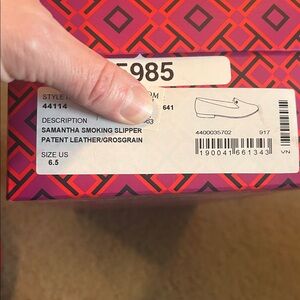 5985
STYLE
44114
641
DESCRIPTION
SAMANTHA SMOKING SLIPPER
PATENT LEATHER/GROSGRAIN
SIZE US
6.5
4400035702 917
190041661343
VN